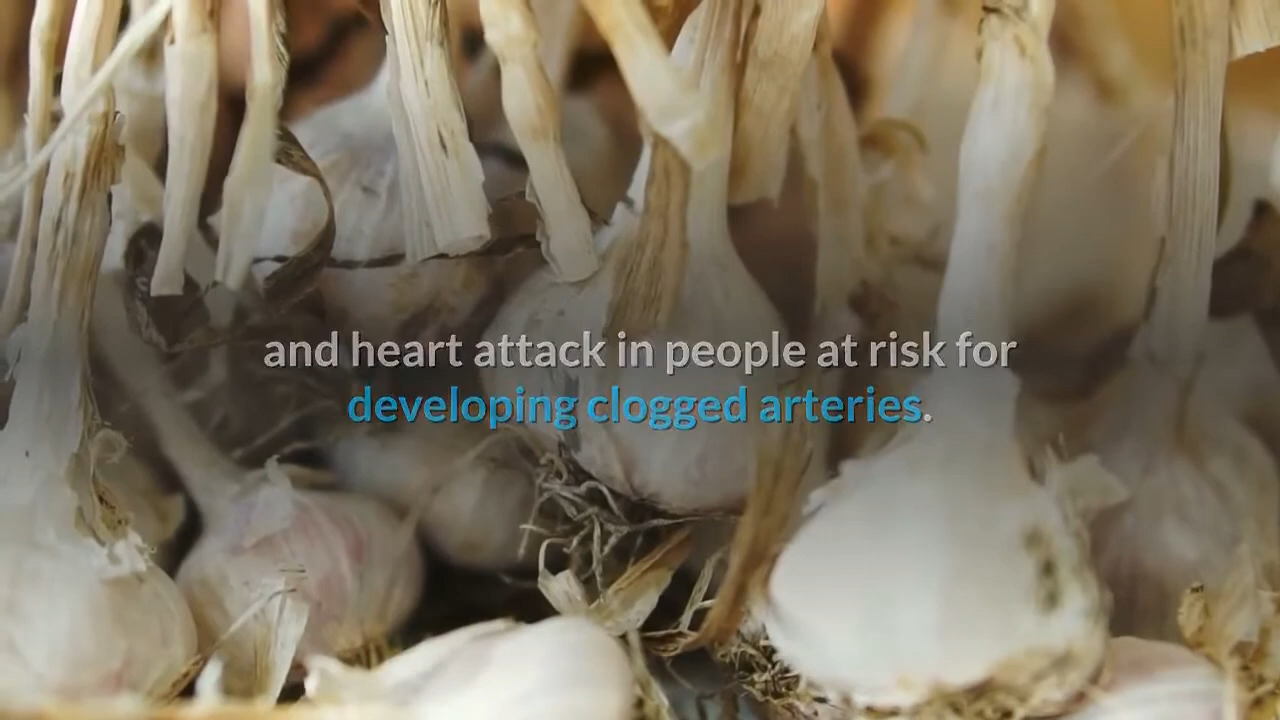 and heart attack in people at risk for
developing clogged arteries.